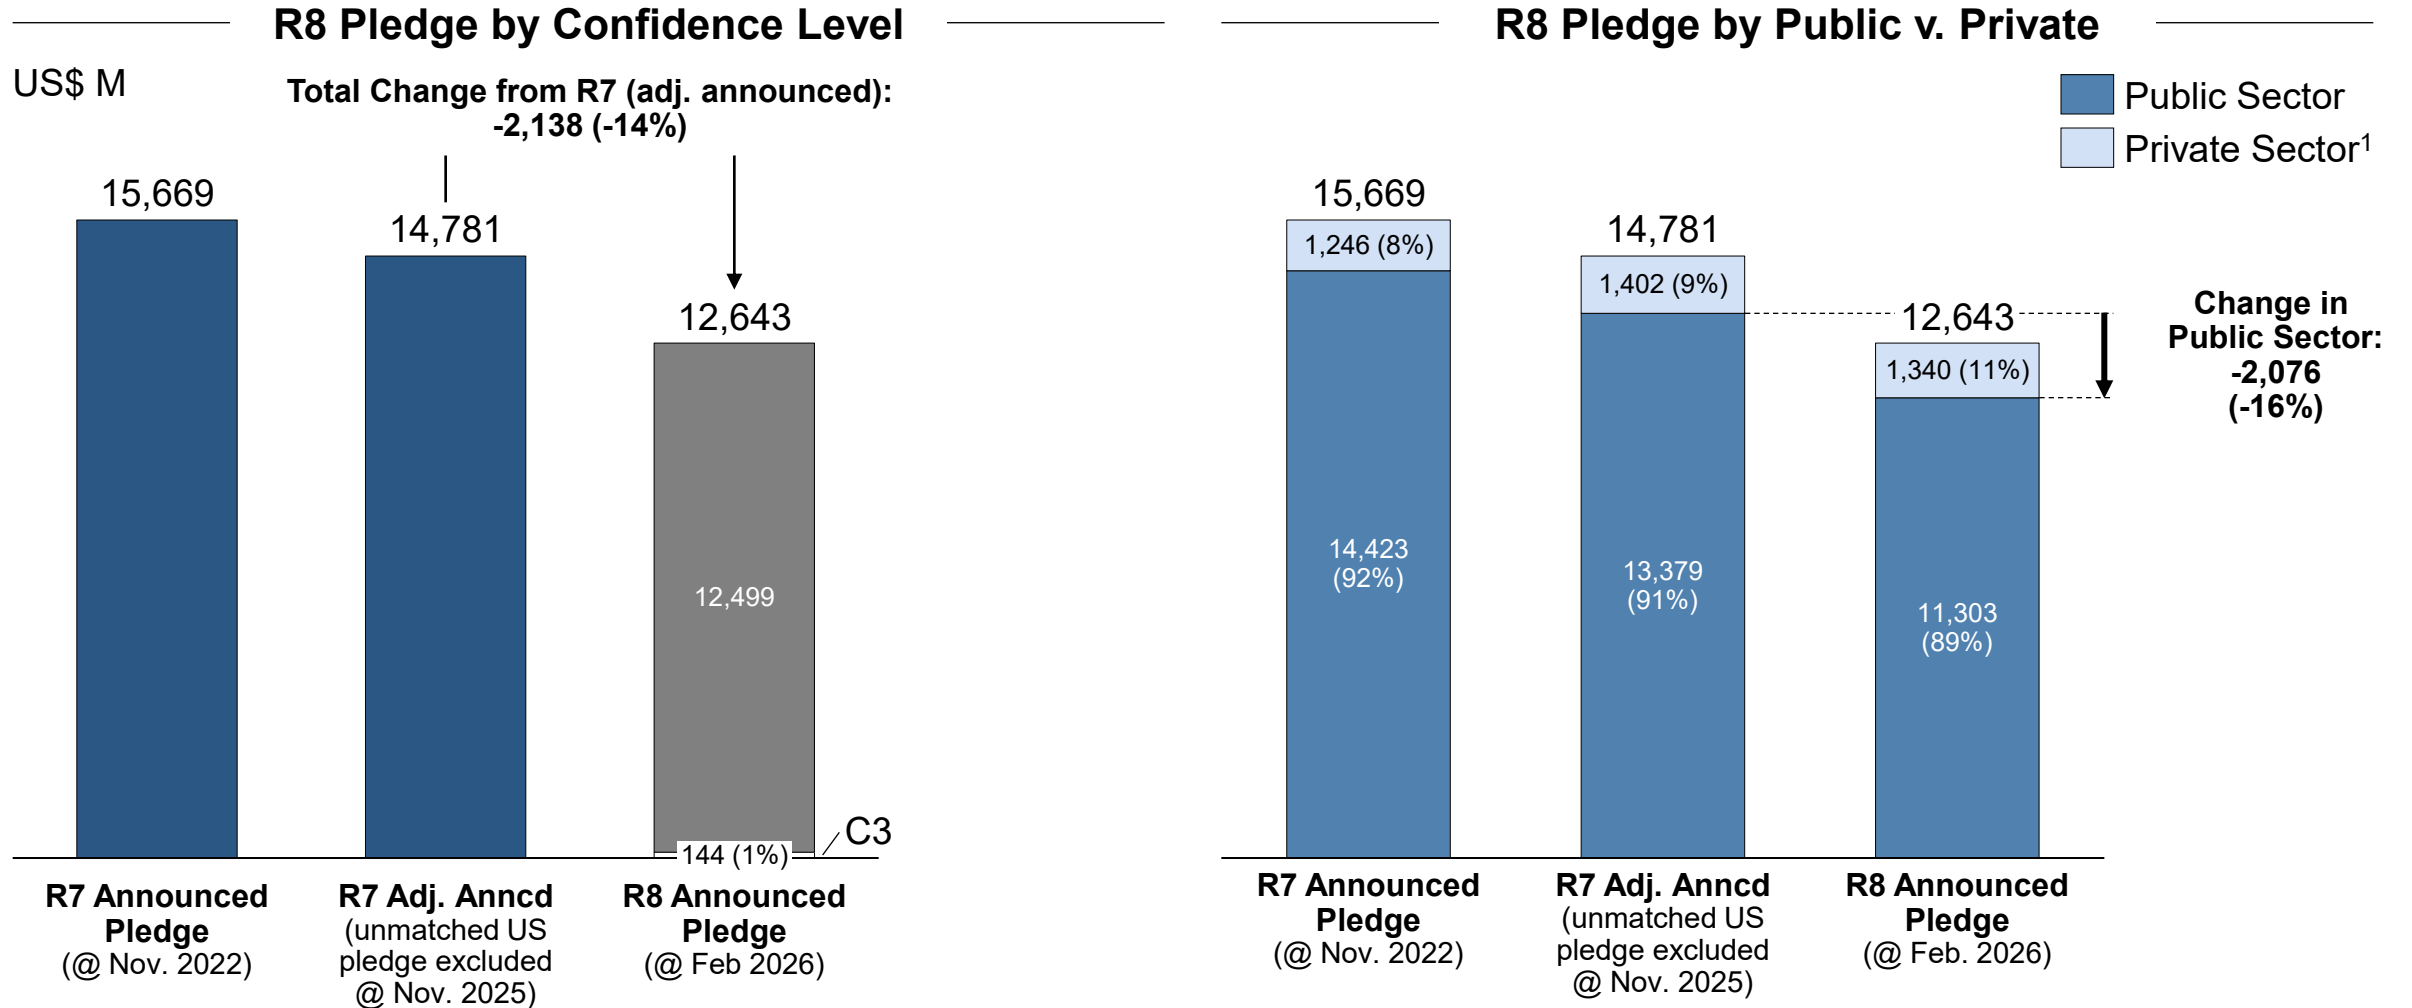 R8 Pledge by Confidence Level
US$ M
Total Change from R7 (adj. announced):
-2,138 (-14%)
15,669
14,781
12,643
12,499
144 (1%)
C3
R7 Announced
Pledge
(@ Nov. 2022)
R7 Adj. Anncd
(unmatched US
pledge excluded
@ Nov. 2025)
R8 Announced
Pledge
(@ Feb 2026)
R8 Pledge by Public v. Private
Public Sector
Private Sector¹
15,669
1,246 (8%)
14,423
(92%)
14,781
1,402 (9%)
13,379
(91%)
12,643
1,340 (11%)
11,303
(89%)
Change in
Public Sector:
-2,076
(-16%)
R7 Announced
Pledge
(@ Nov. 2022)
R7 Adj. Anncd
(unmatched US
pledge excluded
@ Nov. 2025)
R8 Announced
Pledge
(@ Feb. 2026)